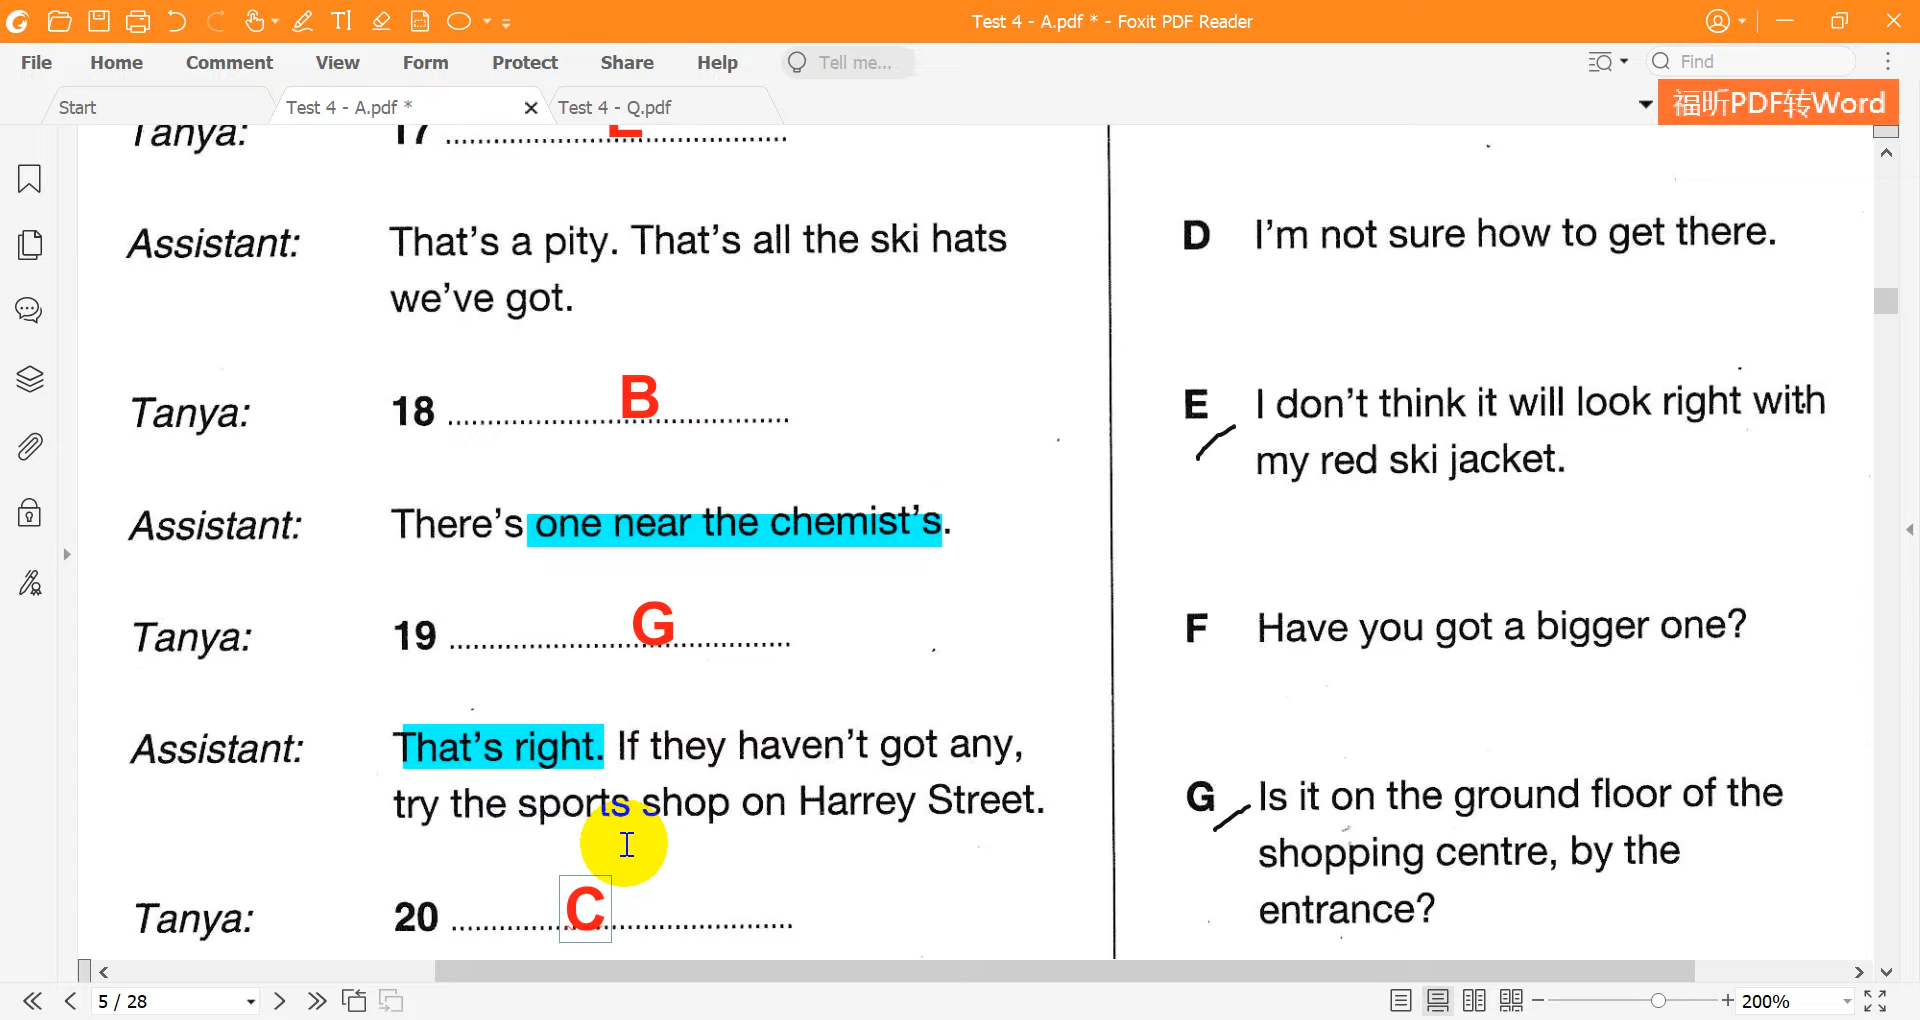 Test 4 - A.pdf * - Foxit PDF Reader
File Home Comment View Form Protect Share Help Tell me... Find
Start Test 4 - A.pdf * Test 4 - Q.pdf 福昕PDF转Word
Tanya: 17
Assistant: That's a pity. That's all the ski hats
we've got.
Tanya: 18 B
Assistant: There's one near the chemist's.
Tanya: 19 G
Assistant: That's right. If they haven't got any,
try the sports shop on Harrey Street.
Tanya: 20 C
D I'm not sure how to get there.
E I don't think it will look right with
my red ski jacket.
F Have you got a bigger one?
G Is it on the ground floor of the
shopping centre, by the
entrance?
5 / 28 200%